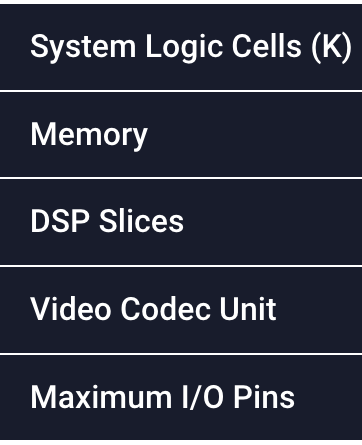 System Logic Cells (K)
Memory
DSP Slices
Video Codec Unit
Maximum I/O Pins